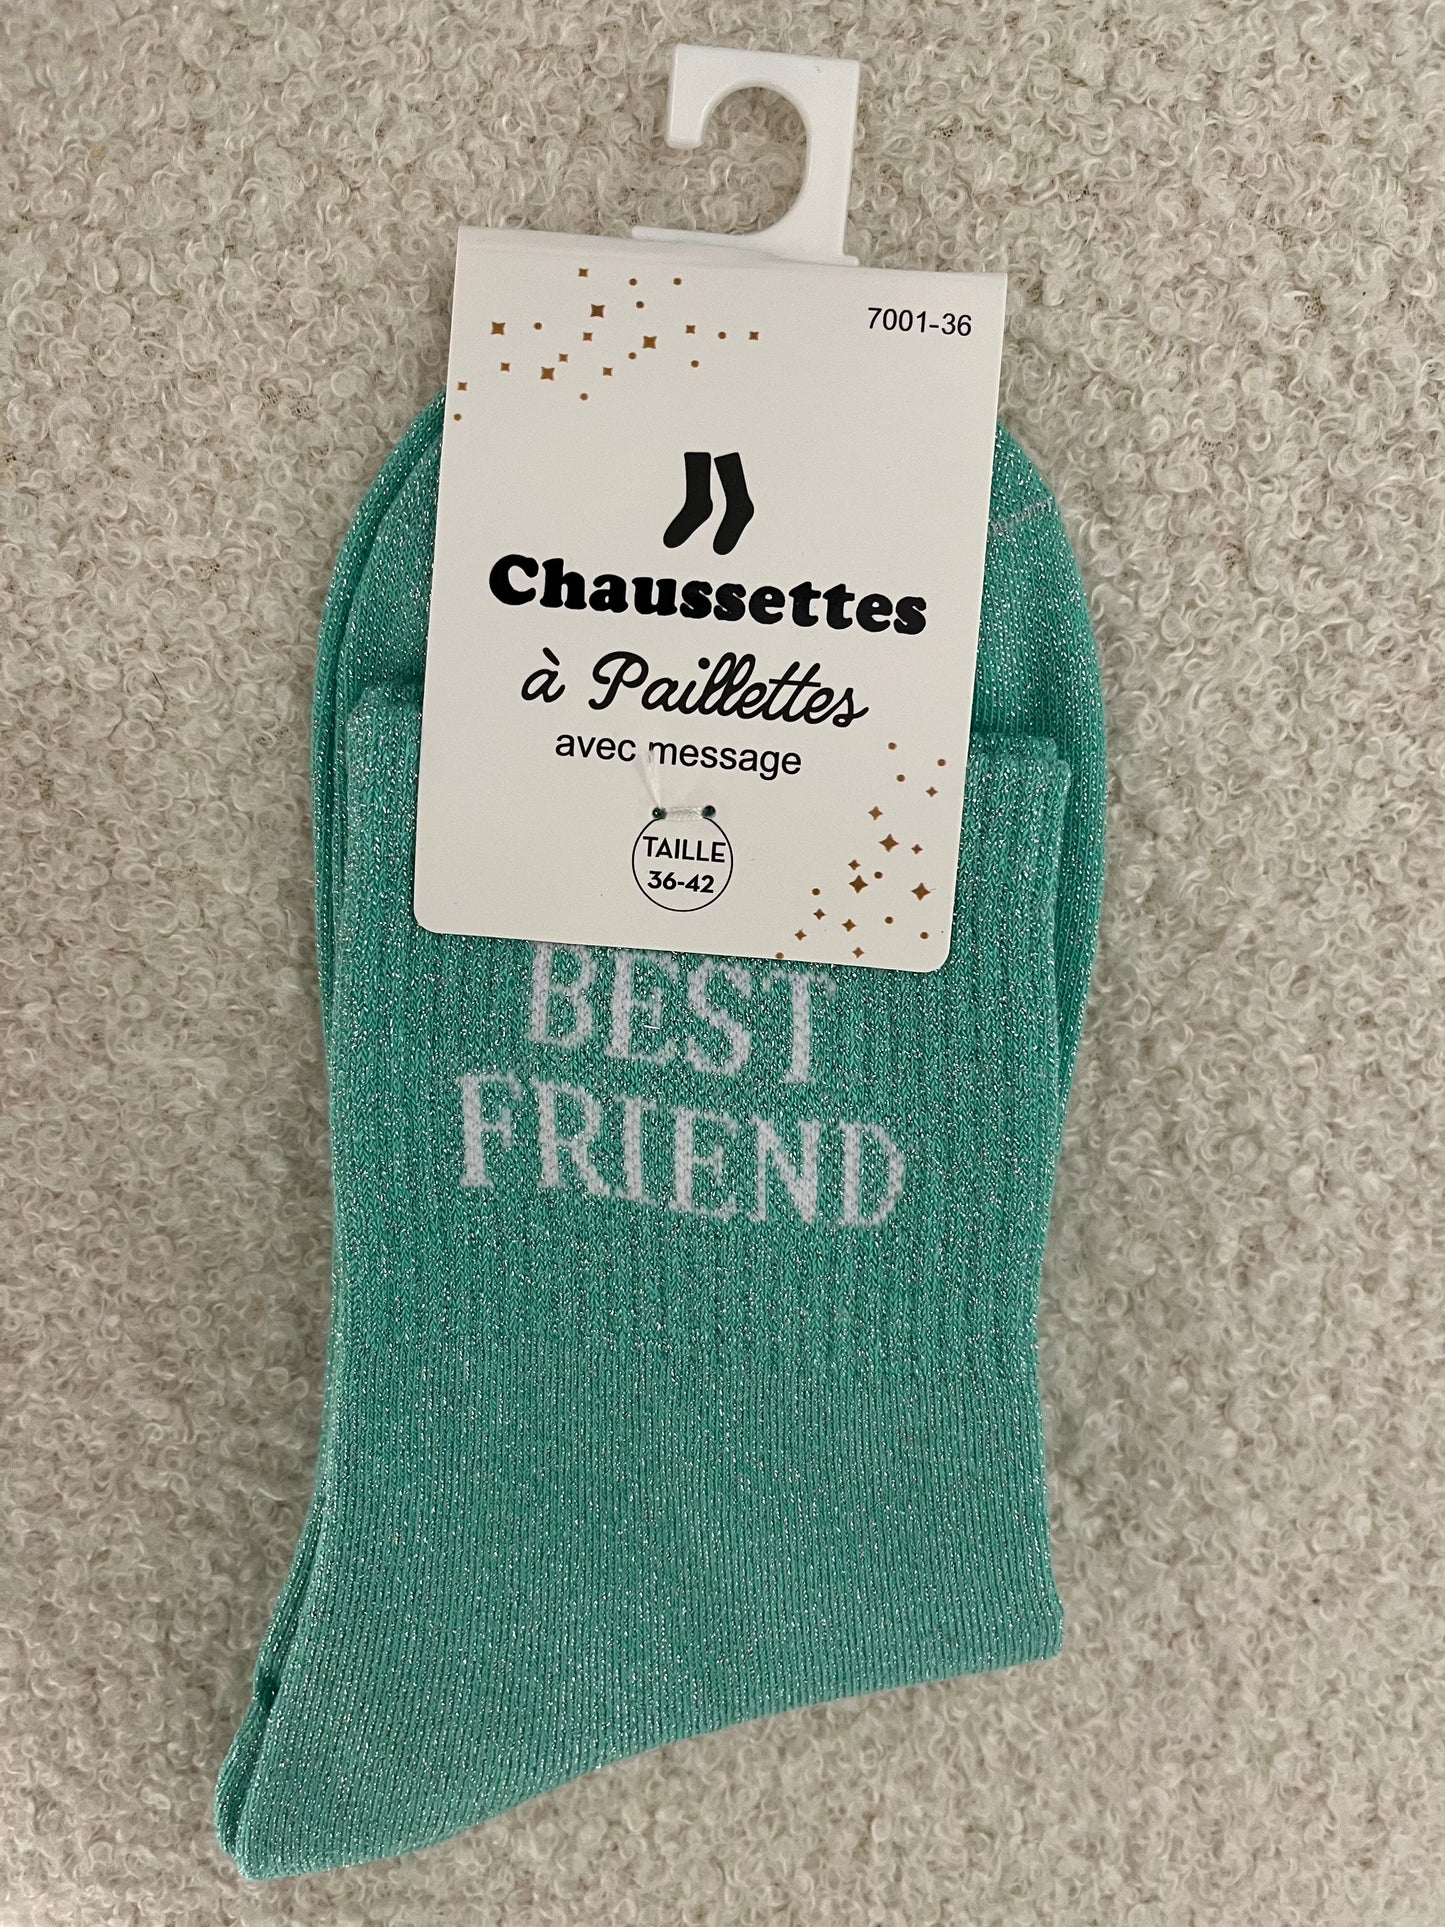 7001-36
Chaussettes
à Paillettes
avec message
TAILLE
36-42
BEST
FRIEND